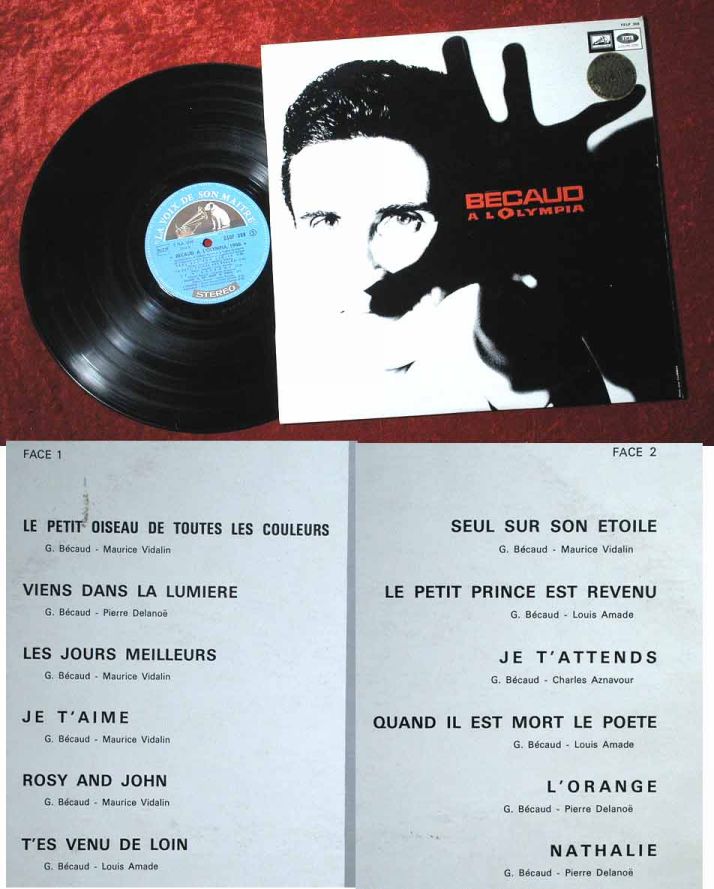 LA VOIX DE SON MAITRE
« BECAUD A L'OLYMPIA 1966 »
STEREO
BECAUD
A L'OLYMPIA
FACE 1
LE PETIT OISEAU DE TOUTES LES COULEURS
G. Bécaud - Maurice Vidalin
VIENS DANS LA LUMIERE
G. Bécaud - Pierre Delanoë
LES JOURS MEILLEURS
G. Bécaud - Maurice Vidalin
JE T'AIME
G. Bécaud - Maurice Vidalin
ROSY AND JOHN
G. Bécaud - Maurice Vidalin
T'ES VENU DE LOIN
G. Bécaud - Louis Amade
FACE 2
SEUL SUR SON ETOILE
G. Bécaud - Maurice Vidalin
LE PETIT PRINCE EST REVENU
G. Bécaud - Louis Amade
JE T'ATTENDS
G. Bécaud - Charles Aznavour
QUAND IL EST MORT LE POETE
G. Bécaud - Louis Amade
L'ORANGE
G. Bécaud - Pierre Delanoë
NATHALIE
G. Bécaud - Pierre Delanoë